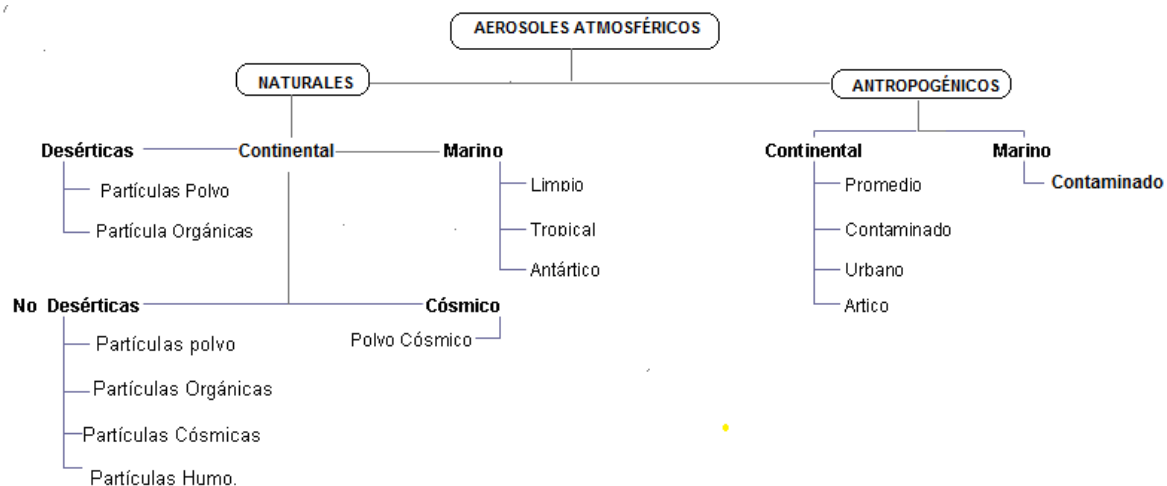 AEROSOLES ATMOSFÉRICOS
NATURALES
ANTROPOGÉNICOS
Desérticas
Continental
Marino
Continental
Marino
Partículas Polvo
Limpio
Promedio
Contaminado
Partícula Orgánicas
Tropical
Contaminado
Antártico
Urbano
No Desérticas
Cósmico
Artico
Partículas polvo
Polvo Cósmico
Partículas Orgánicas
Partículas Cósmicas
Partículas Humo.